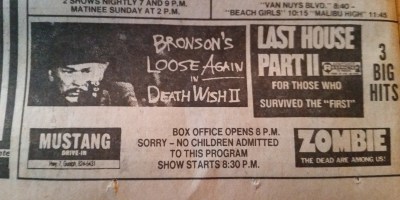 2 SHOWS NIGHTLY 7 AND 9 P.M.
MATINEE SUNDAY AT 2 P.M.
"VAN NUYS BLVD." 8:40 -
"BEACH GIRLS" 10:15 "MALIBU HIGH" 11:45
BRONSON'S
LOOSE AGAIN
IN
DEATH WISH II
LAST HOUSE
PART II
FOR THOSE WHO
SURVIVED THE "FIRST"
3
BIG
HITS
MUSTANG
DRIVE-IN
BOX OFFICE OPENS 6 P.M.
SORRY - NO CHILDREN ADMITTED
TO THIS PROGRAM
SHOW STARTS 8:30 P.M.
ZOMBIE
THE DEAD ARE AMONG US!